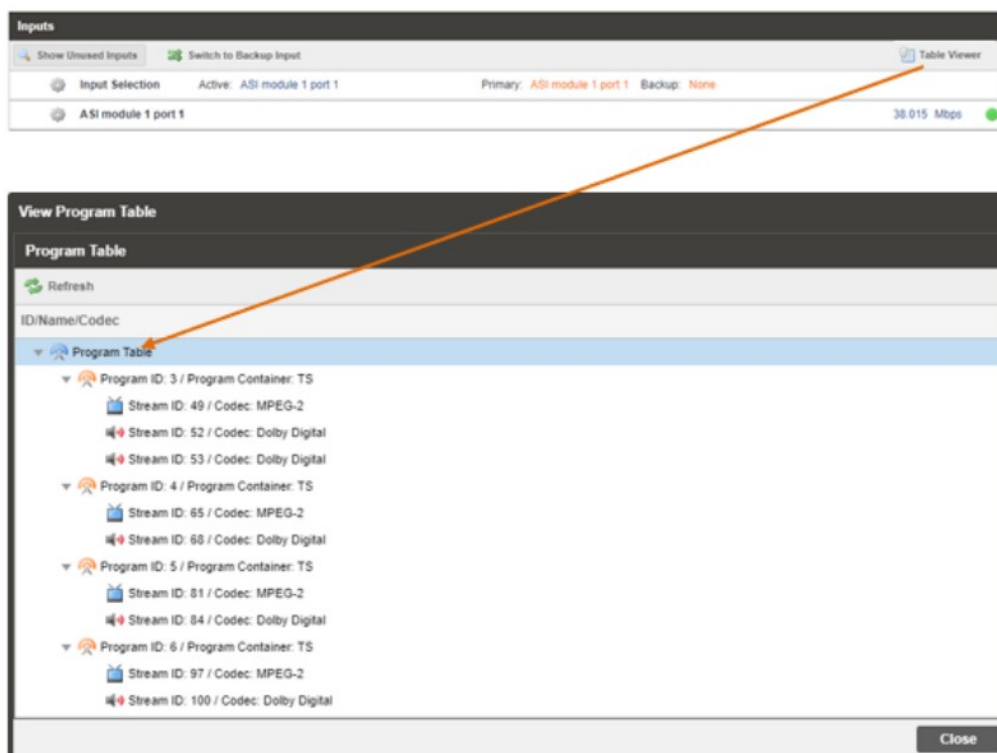 Inputs
Show Unused Inputs Switch to Backup Input Table Viewer
Input Selection Active: ASI module 1 port 1 Primary: ASI module 1 port 1 Backup: None
ASI module 1 port 1 38.015 Mbps
View Program Table
Program Table
Refresh
ID/Name/Codec
Program Table
Program ID: 3 / Program Container: TS
Stream ID: 49 / Codec: MPEG-2
Stream ID: 52 / Codec: Dolby Digital
Stream ID: 53 / Codec: Dolby Digital
Program ID: 4 / Program Container: TS
Stream ID: 65 / Codec: MPEG-2
Stream ID: 68 / Codec: Dolby Digital
Program ID: 5 / Program Container: TS
Stream ID: 81 / Codec: MPEG-2
Stream ID: 84 / Codec: Dolby Digital
Program ID: 6 / Program Container: TS
Stream ID: 97 / Codec: MPEG-2
Stream ID: 100 / Codec: Dolby Digital
Close